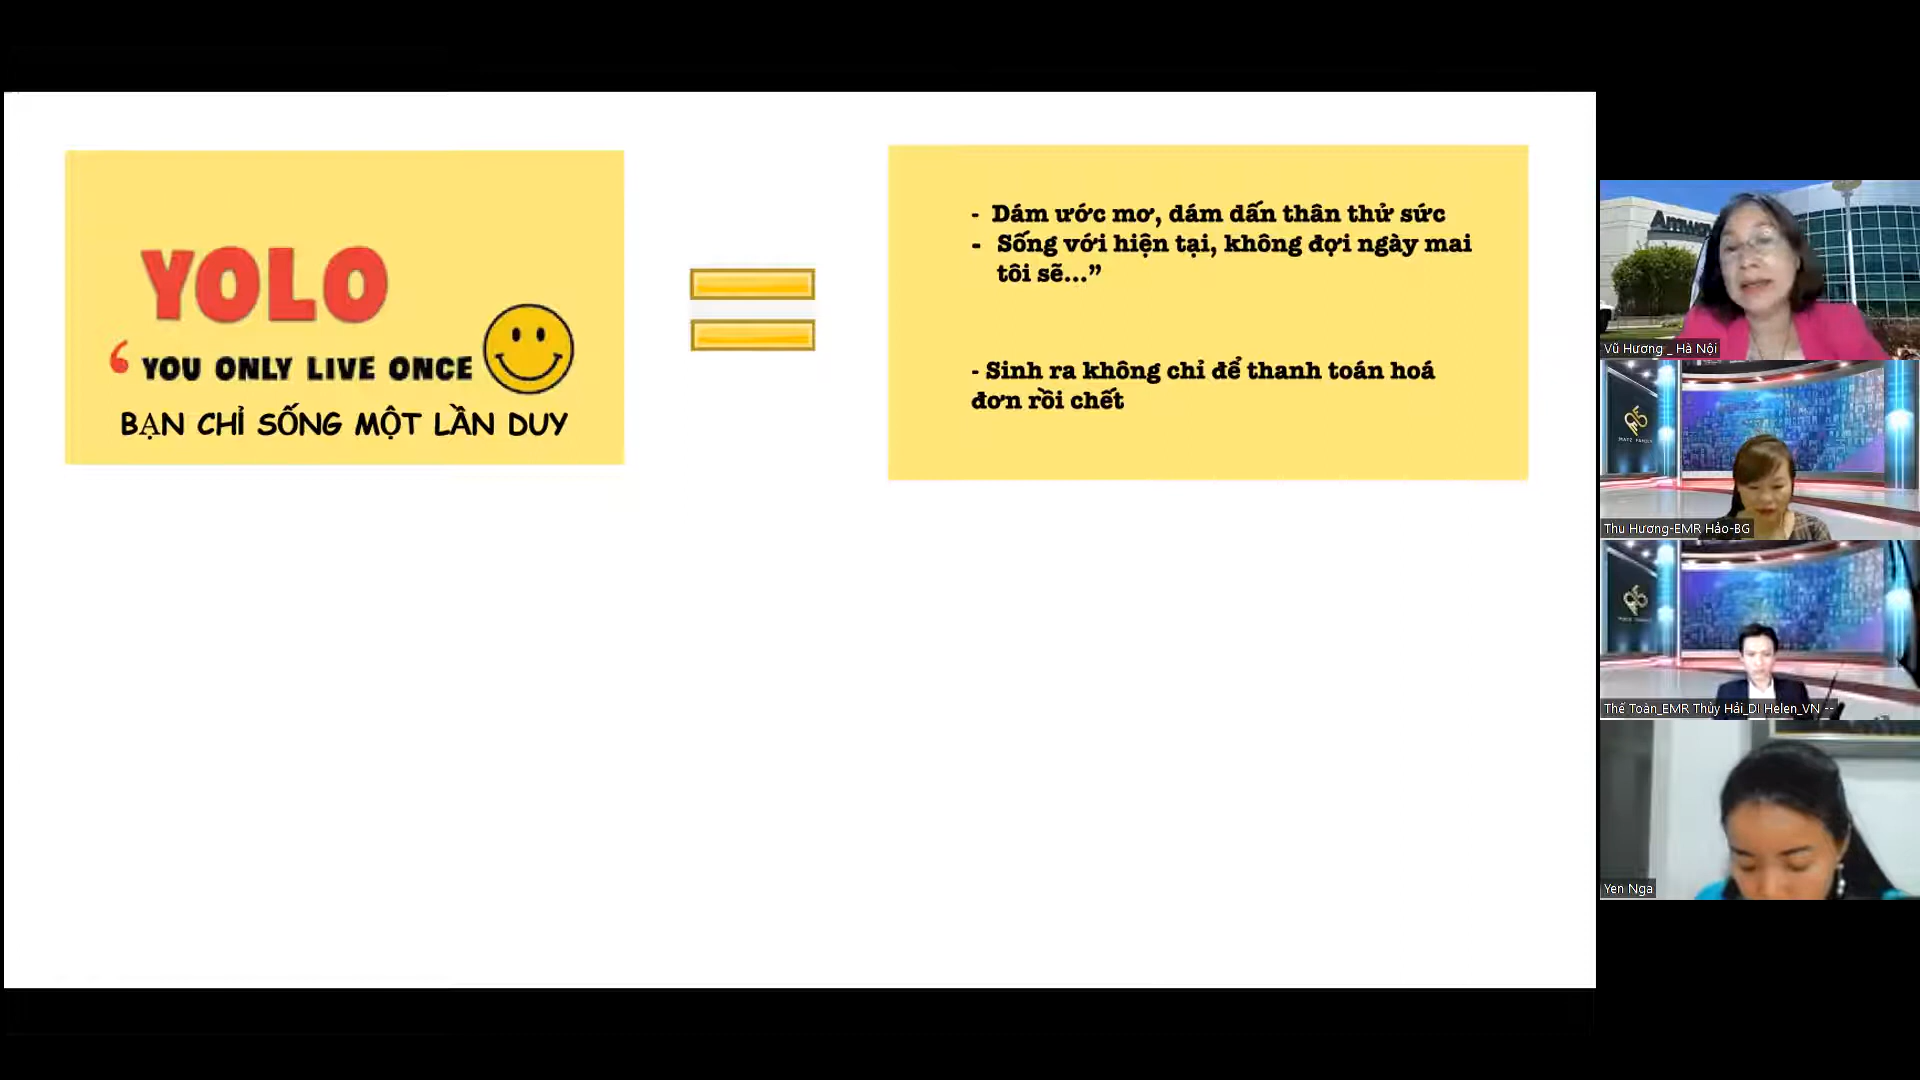 YOLO
‘ YOU ONLY LIVE ONCE
BẠN CHỈ SỐNG MỘT LẦN DUY
- Dám ước mơ, dám dấn thân thử sức
- Sống với hiện tại, không đợi ngày mai
tôi sẽ...”
- Sinh ra không chỉ để thanh toán hoá
đơn rồi chết
Amway
Vũ Hương _ Hà Nội
Thu Hương-EMR Hảo-BG
Thế Toàn_EMR Thủy Hải_DI Helen_VN --
Yen Nga